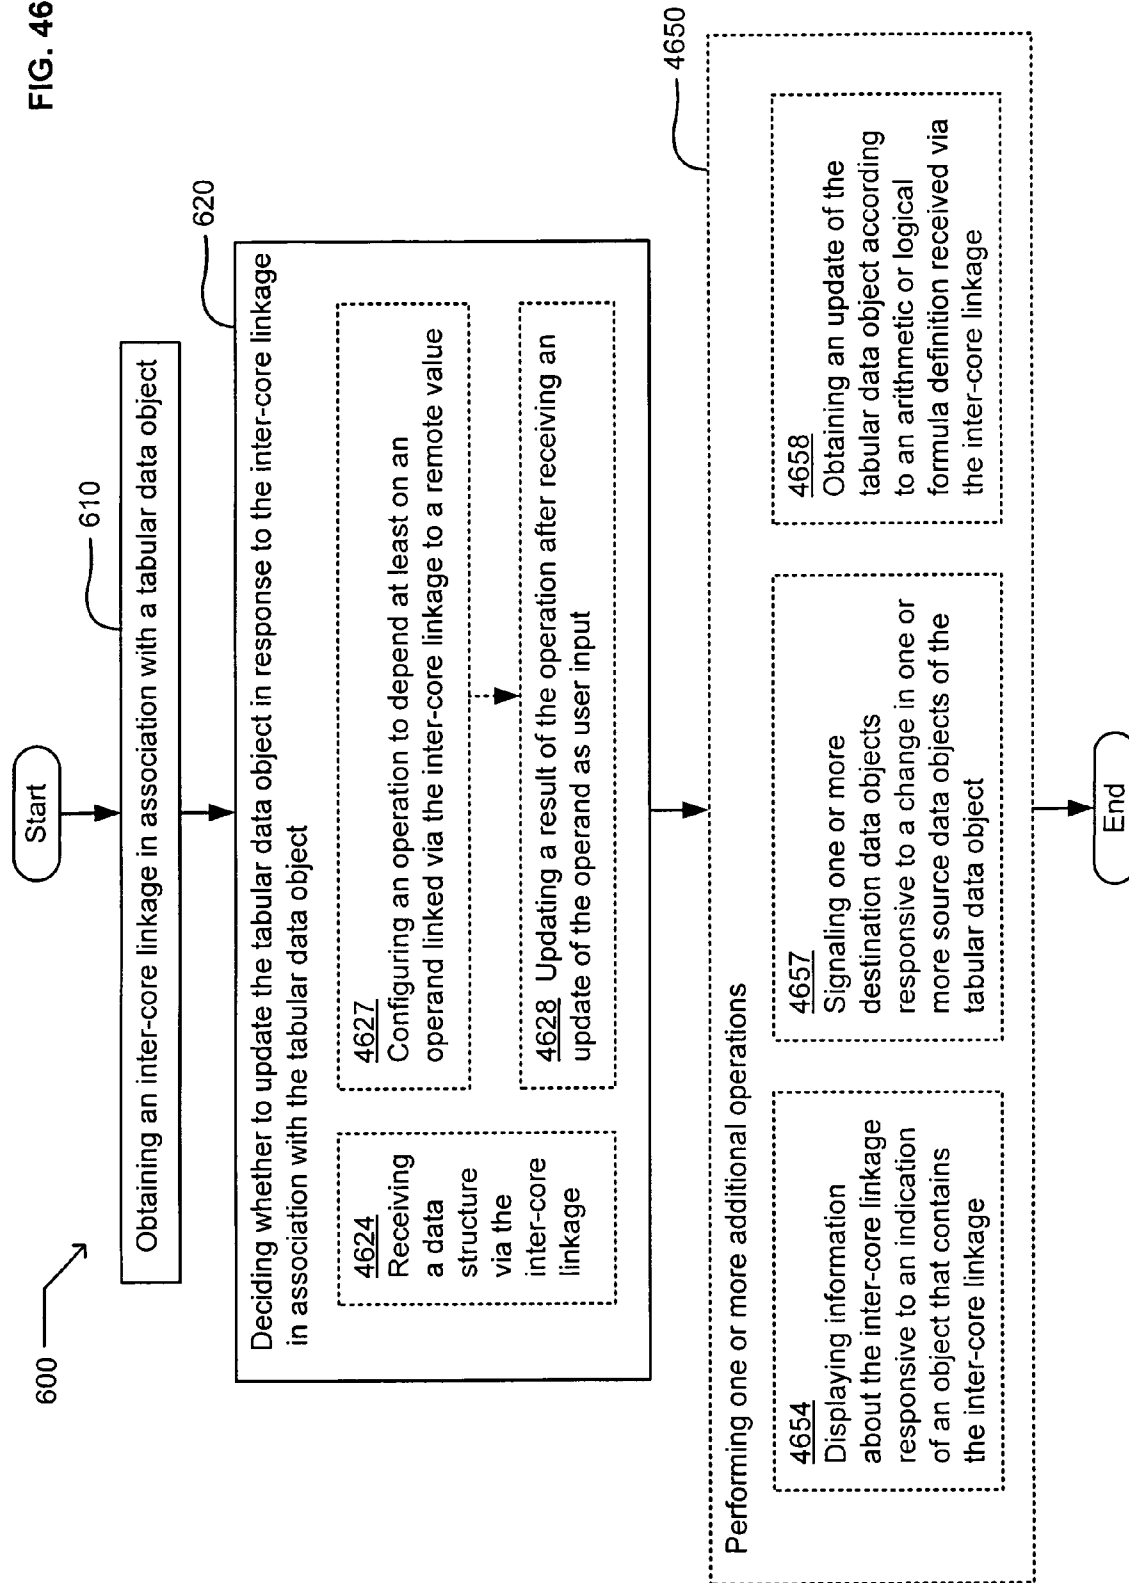 FIG. 46
600
Start
610
Obtaining an inter-core linkage in association with a tabular data object
620
Deciding whether to update the tabular data object in response to the inter-core linkage
in association with the tabular data object
4624
Receiving
a data
structure
via the
inter-core
linkage
4627
Configuring an operation to depend at least on an
operand linked via the inter-core linkage to a remote value
4628 Updating a result of the operation after receiving an
update of the operand as user input
4650
Performing one or more additional operations
4654
Displaying information
about the inter-core linkage
responsive to an indication
of an object that contains
the inter-core linkage
4657
Signaling one or more
destination data objects
responsive to a change in one or
more source data objects of the
tabular data object
4658
Obtaining an update of the
tabular data object according
to an arithmetic or logical
formula definition received via
the inter-core linkage
End